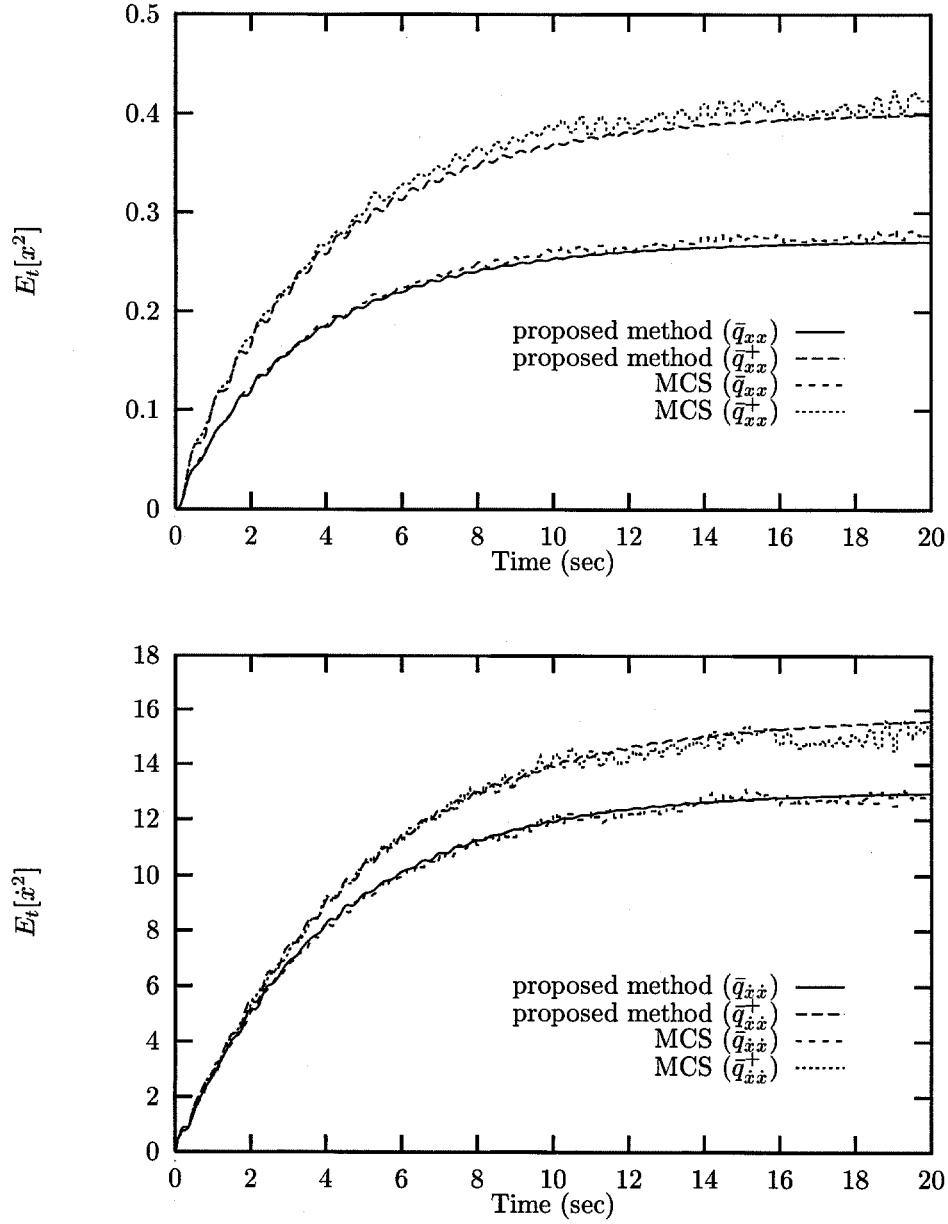 0.5
0.4
0.3
0.2
0.1
0
E_t[x²]
proposed method (q̄_xx)
proposed method (q̄⁺_xx)
MCS (q̄_xx)
MCS (q̄⁺_xx)
0 2 4 6 8 10 12 14 16 18 20
Time (sec)
18
16
14
12
10
8
6
4
2
0
E_t[ẋ²]
proposed method (q̄_ẋẋ)
proposed method (q̄⁺_ẋẋ)
MCS (q̄_ẋẋ)
MCS (q̄⁺_ẋẋ)
0 2 4 6 8 10 12 14 16 18 20
Time (sec)